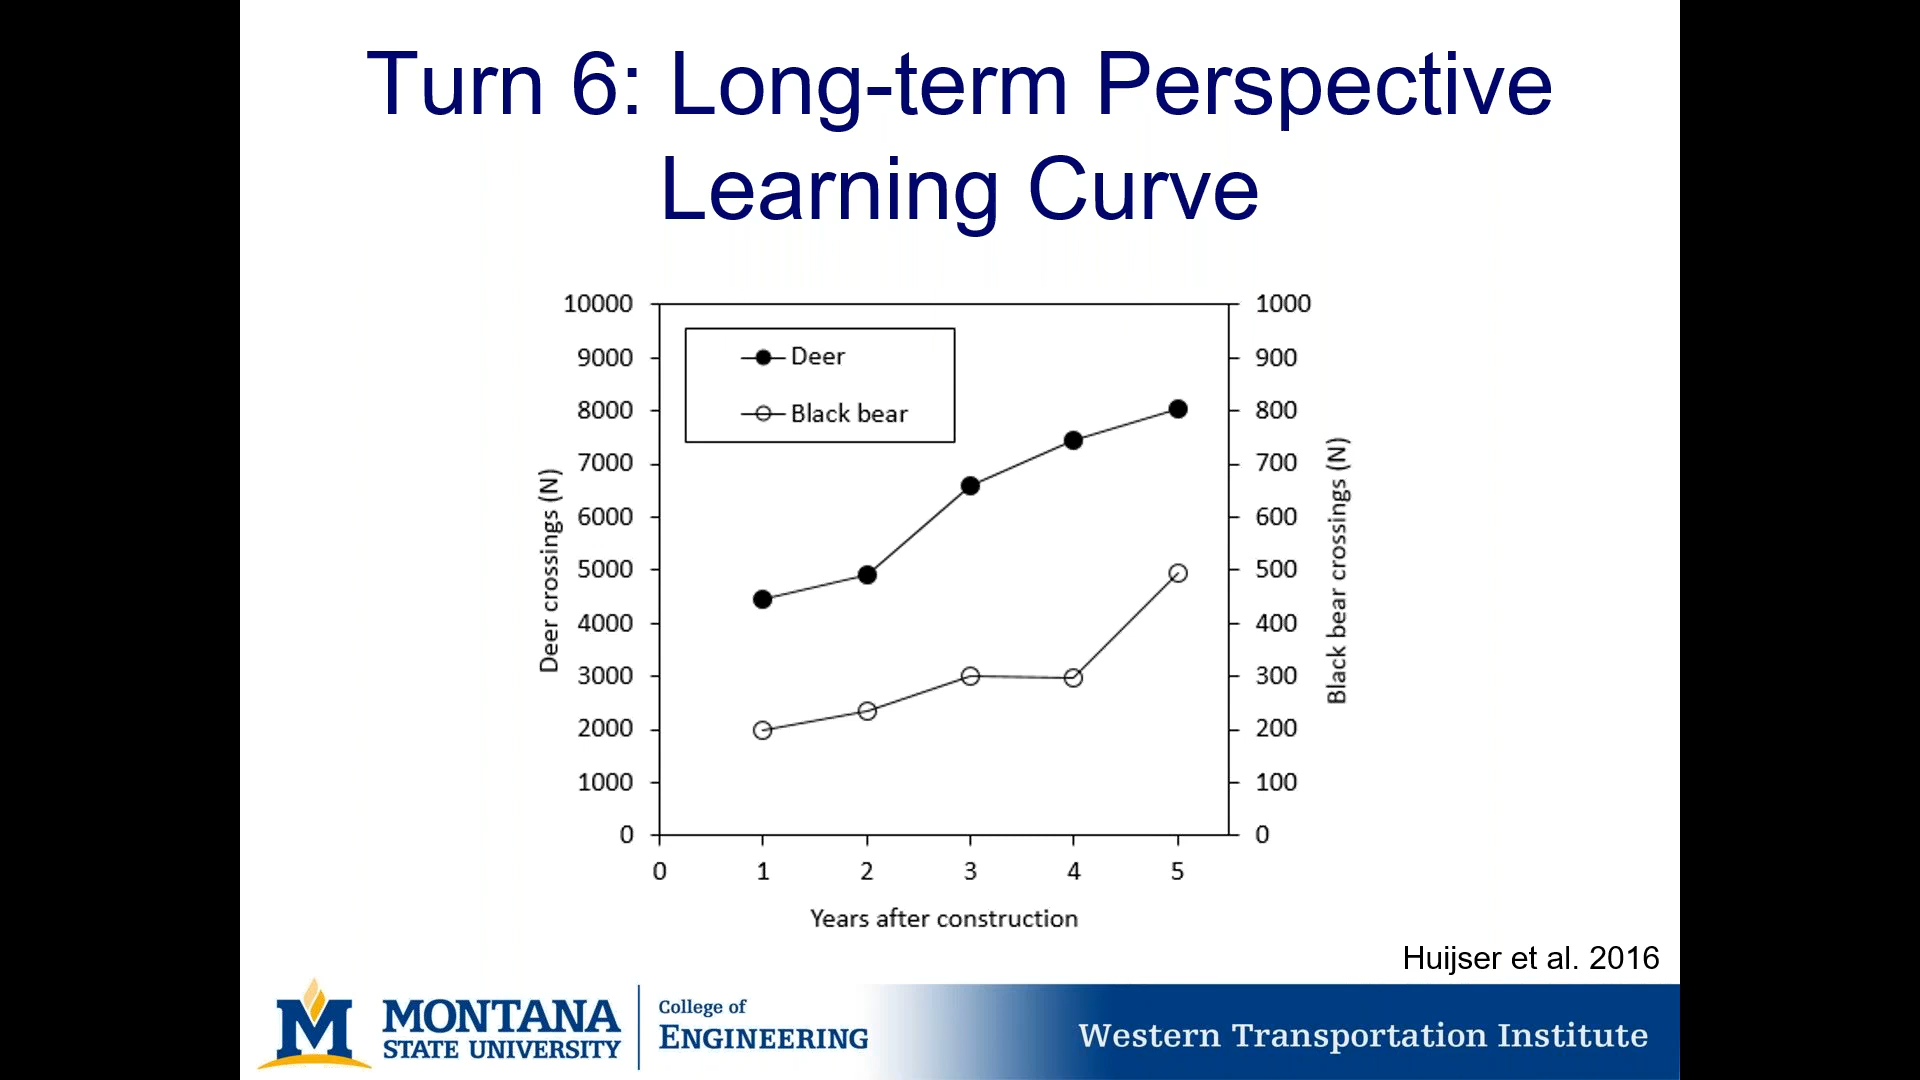 Turn 6: Long-term Perspective
Learning Curve
10000
9000
8000
7000
6000
5000
4000
3000
2000
1000
0
Deer crossings (N)
Deer
Black bear
1000
900
800
700
600
500
400
300
200
100
0
Black bear crossings (N)
0 1 2 3 4 5
Years after construction
Huijser et al. 2016
M
MONTANA
STATE UNIVERSITY
College of
ENGINEERING
Western Transportation Institute